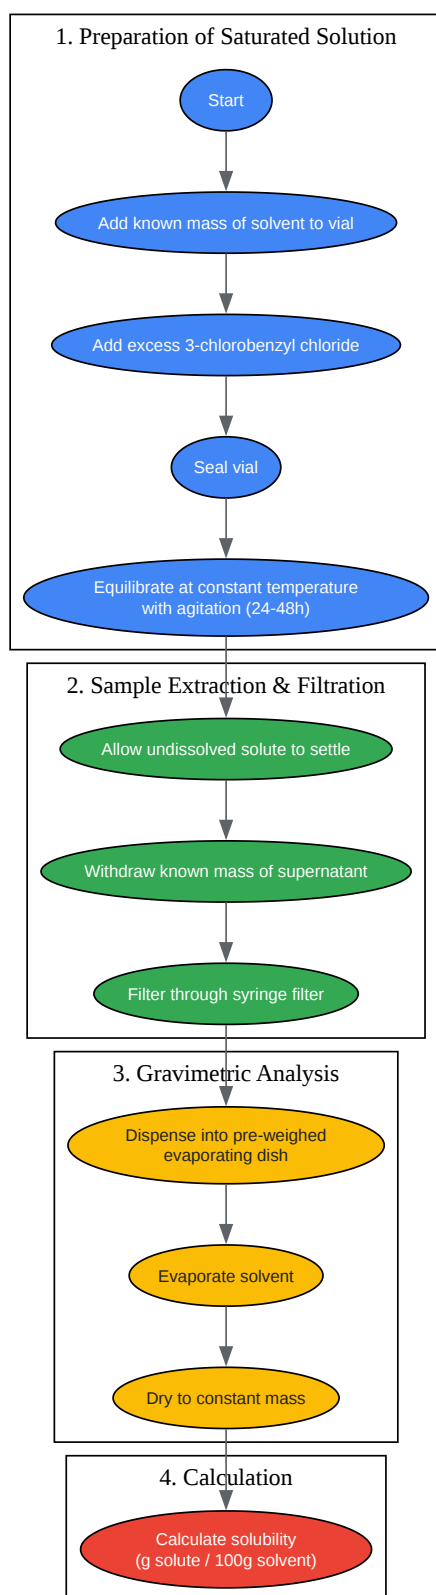 1. Preparation of Saturated Solution
Start
Add known mass of solvent to vial
Add excess 3-chlorobenzyl chloride
Seal vial
Equilibrate at constant temperature
with agitation (24-48h)
2. Sample Extraction & Filtration
Allow undissolved solute to settle
Withdraw known mass of supernatant
Filter through syringe filter
3. Gravimetric Analysis
Dispense into pre-weighed
evaporating dish
Evaporate solvent
Dry to constant mass
4. Calculation
Calculate solubility
(g solute / 100g solvent)